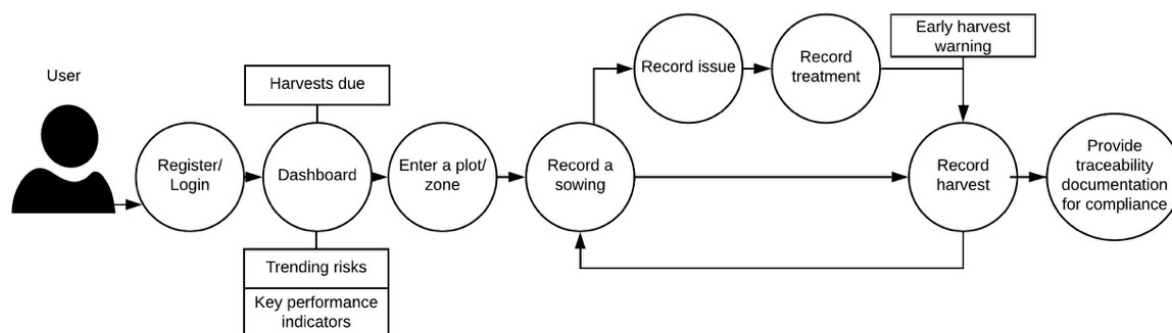 User
Register/
Login
Harvests due
Dashboard
Trending risks
Key performance
indicators
Enter a plot/
zone
Record a
sowing
Record issue
Record
treatment
Early harvest
warning
Record
harvest
Provide
traceability
documentation
for compliance